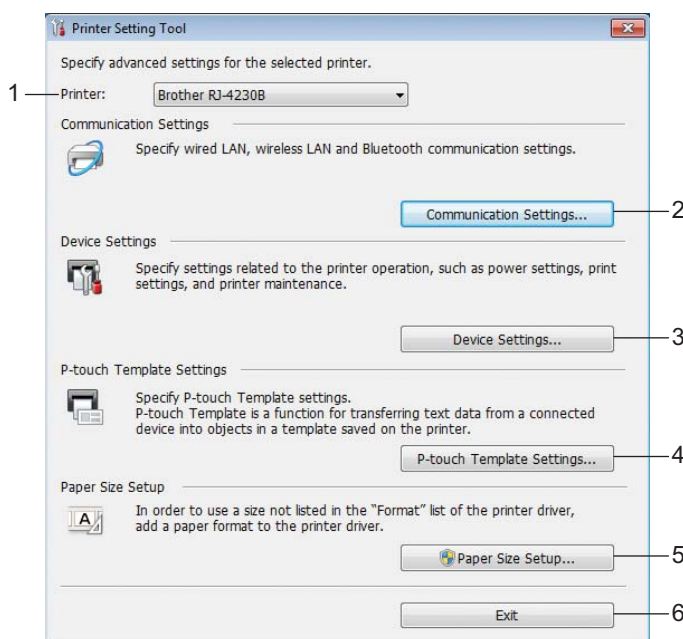 Printer Setting Tool
Specify advanced settings for the selected printer.
1 Printer: Brother RJ-4230B
Communication Settings
Specify wired LAN, wireless LAN and Bluetooth communication settings.
Communication Settings... 2
Device Settings
Specify settings related to the printer operation, such as power settings, print
settings, and printer maintenance.
Device Settings... 3
P-touch Template Settings
Specify P-touch Template settings.
P-touch Template is a function for transferring text data from a connected
device into objects in a template saved on the printer.
P-touch Template Settings... 4
Paper Size Setup
In order to use a size not listed in the "Format" list of the printer driver,
add a paper format to the printer driver.
A
Paper Size Setup... 5
Exit 6